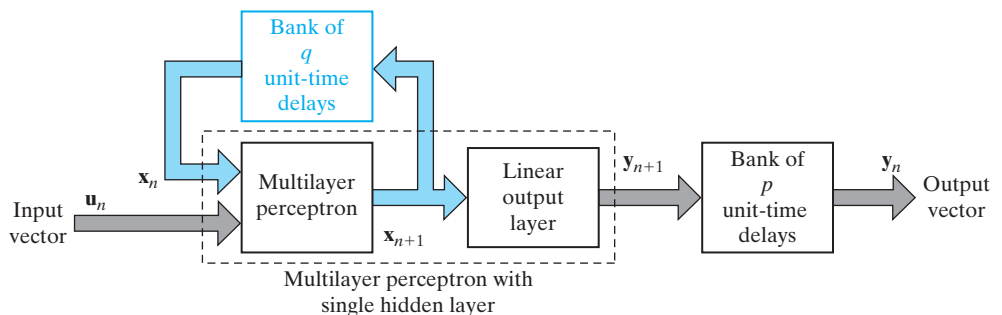 Bank of
q
unit-time
delays
x_n
Input
vector
u_n
Multilayer
perceptron
x_{n+1}
Linear
output
layer
y_{n+1}
Bank of
p
unit-time
delays
y_n
Output
vector
Multilayer perceptron with
single hidden layer